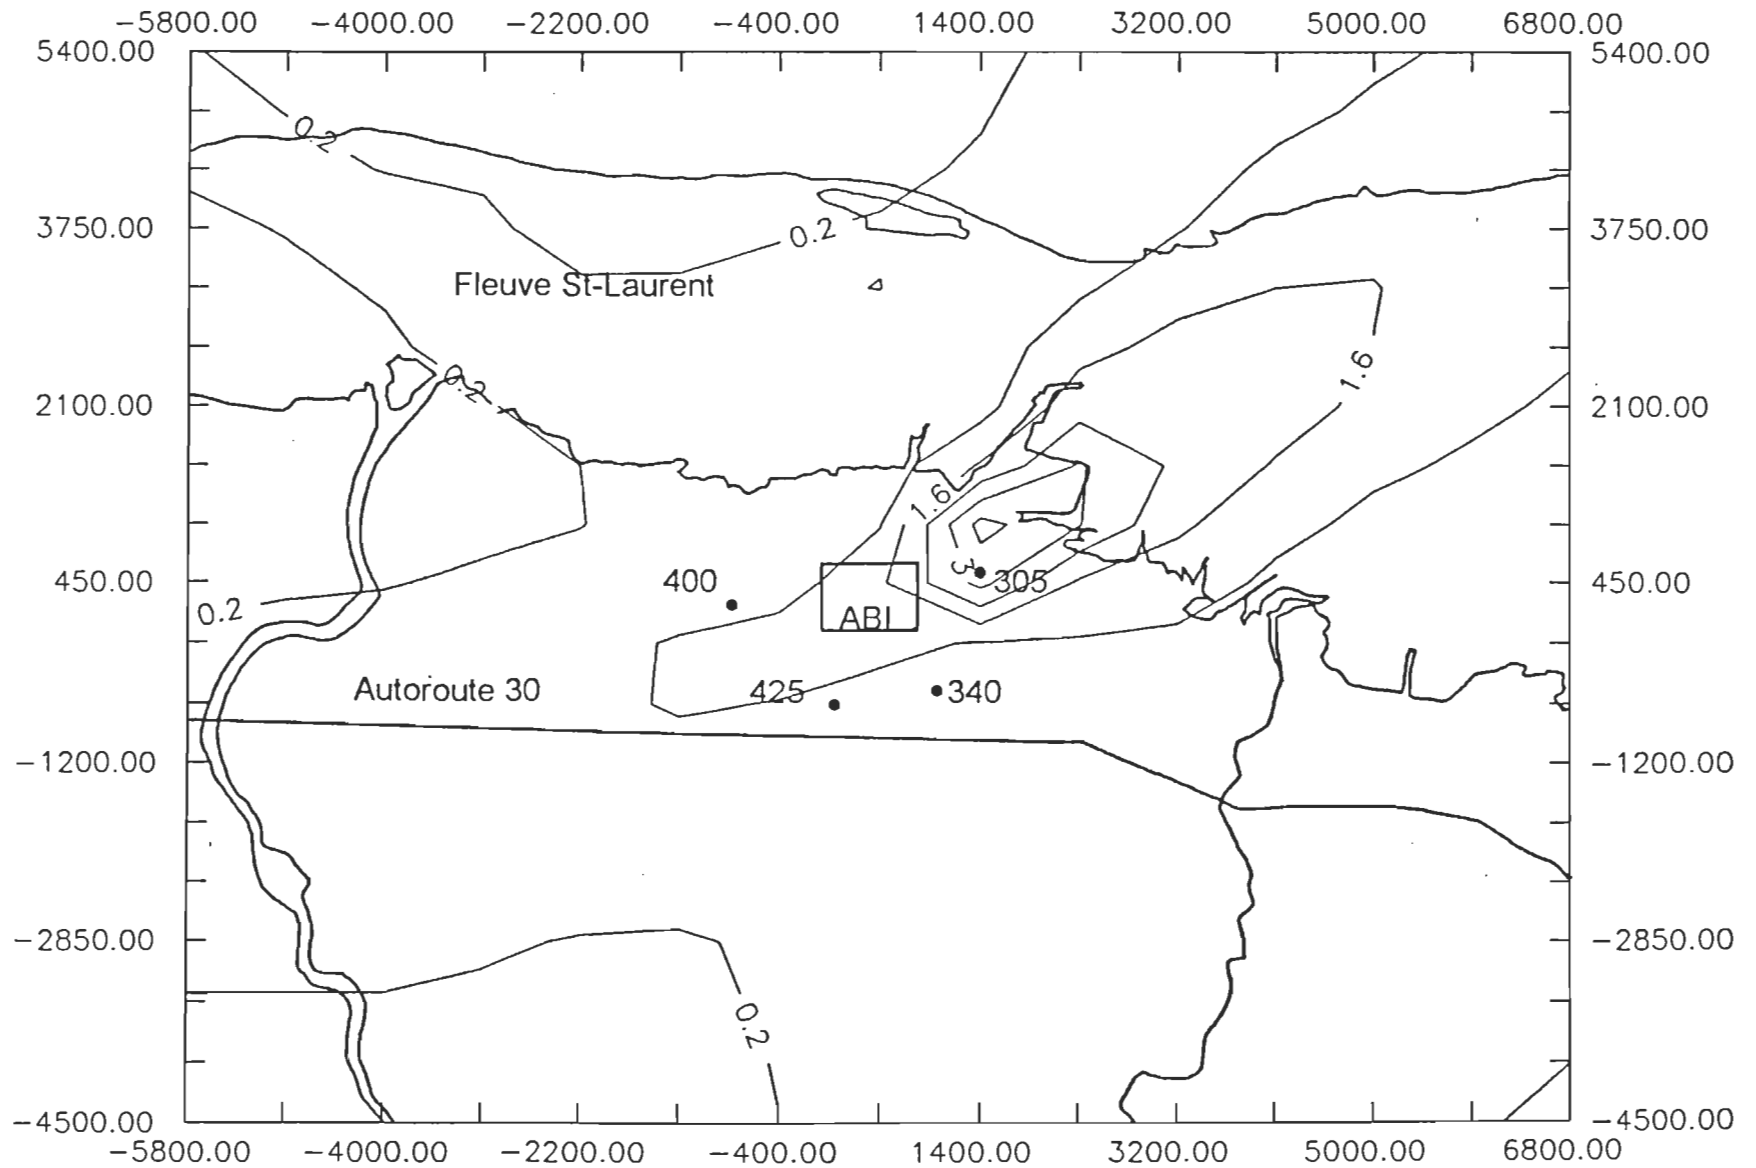 -5800.00 -4000.00 -2200.00 -400.00 1400.00 3200.00 5000.00 6800.00
5400.00 5400.00
0.2
3750.00 0.2 3750.00
Fleuve St-Laurent
1.6
0.2
2100.00 2100.00
1.6
3
450.00 400 305 450.00
0.2 ABI
Autoroute 30 425 340
-1200.00 -1200.00
-2850.00 -2850.00
0.2
-4500.00 -4500.00
-5800.00 -4000.00 -2200.00 -400.00 1400.00 3200.00 5000.00 6800.00